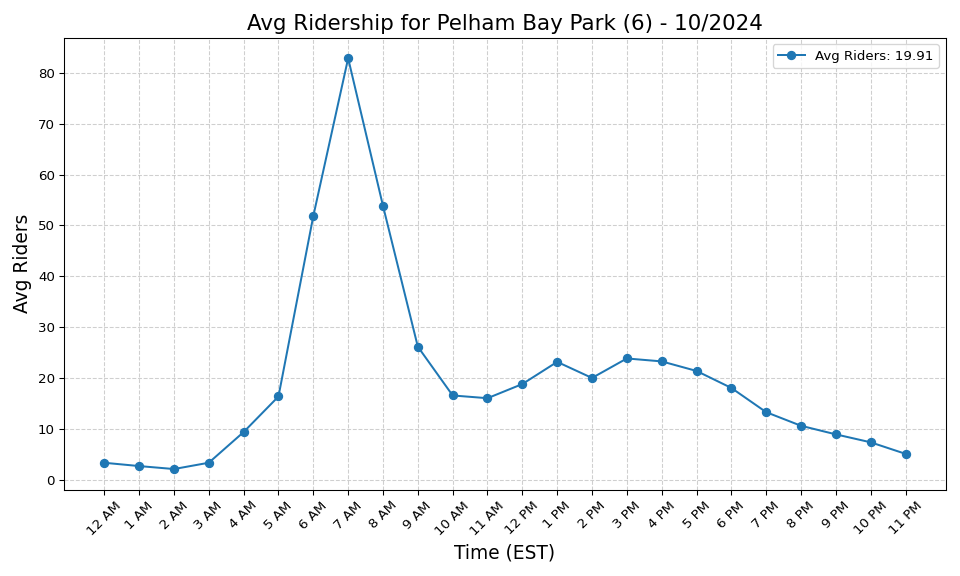 Avg Ridership for Pelham Bay Park (6) - 10/2024
Avg Riders: 19.91
Avg Riders
80
70
60
50
40
30
20
10
0
12 AM
1 AM
2 AM
3 AM
4 AM
5 AM
6 AM
7 AM
8 AM
9 AM
10 AM
11 AM
12 PM
1 PM
2 PM
3 PM
4 PM
5 PM
6 PM
7 PM
8 PM
9 PM
10 PM
11 PM
Time (EST)